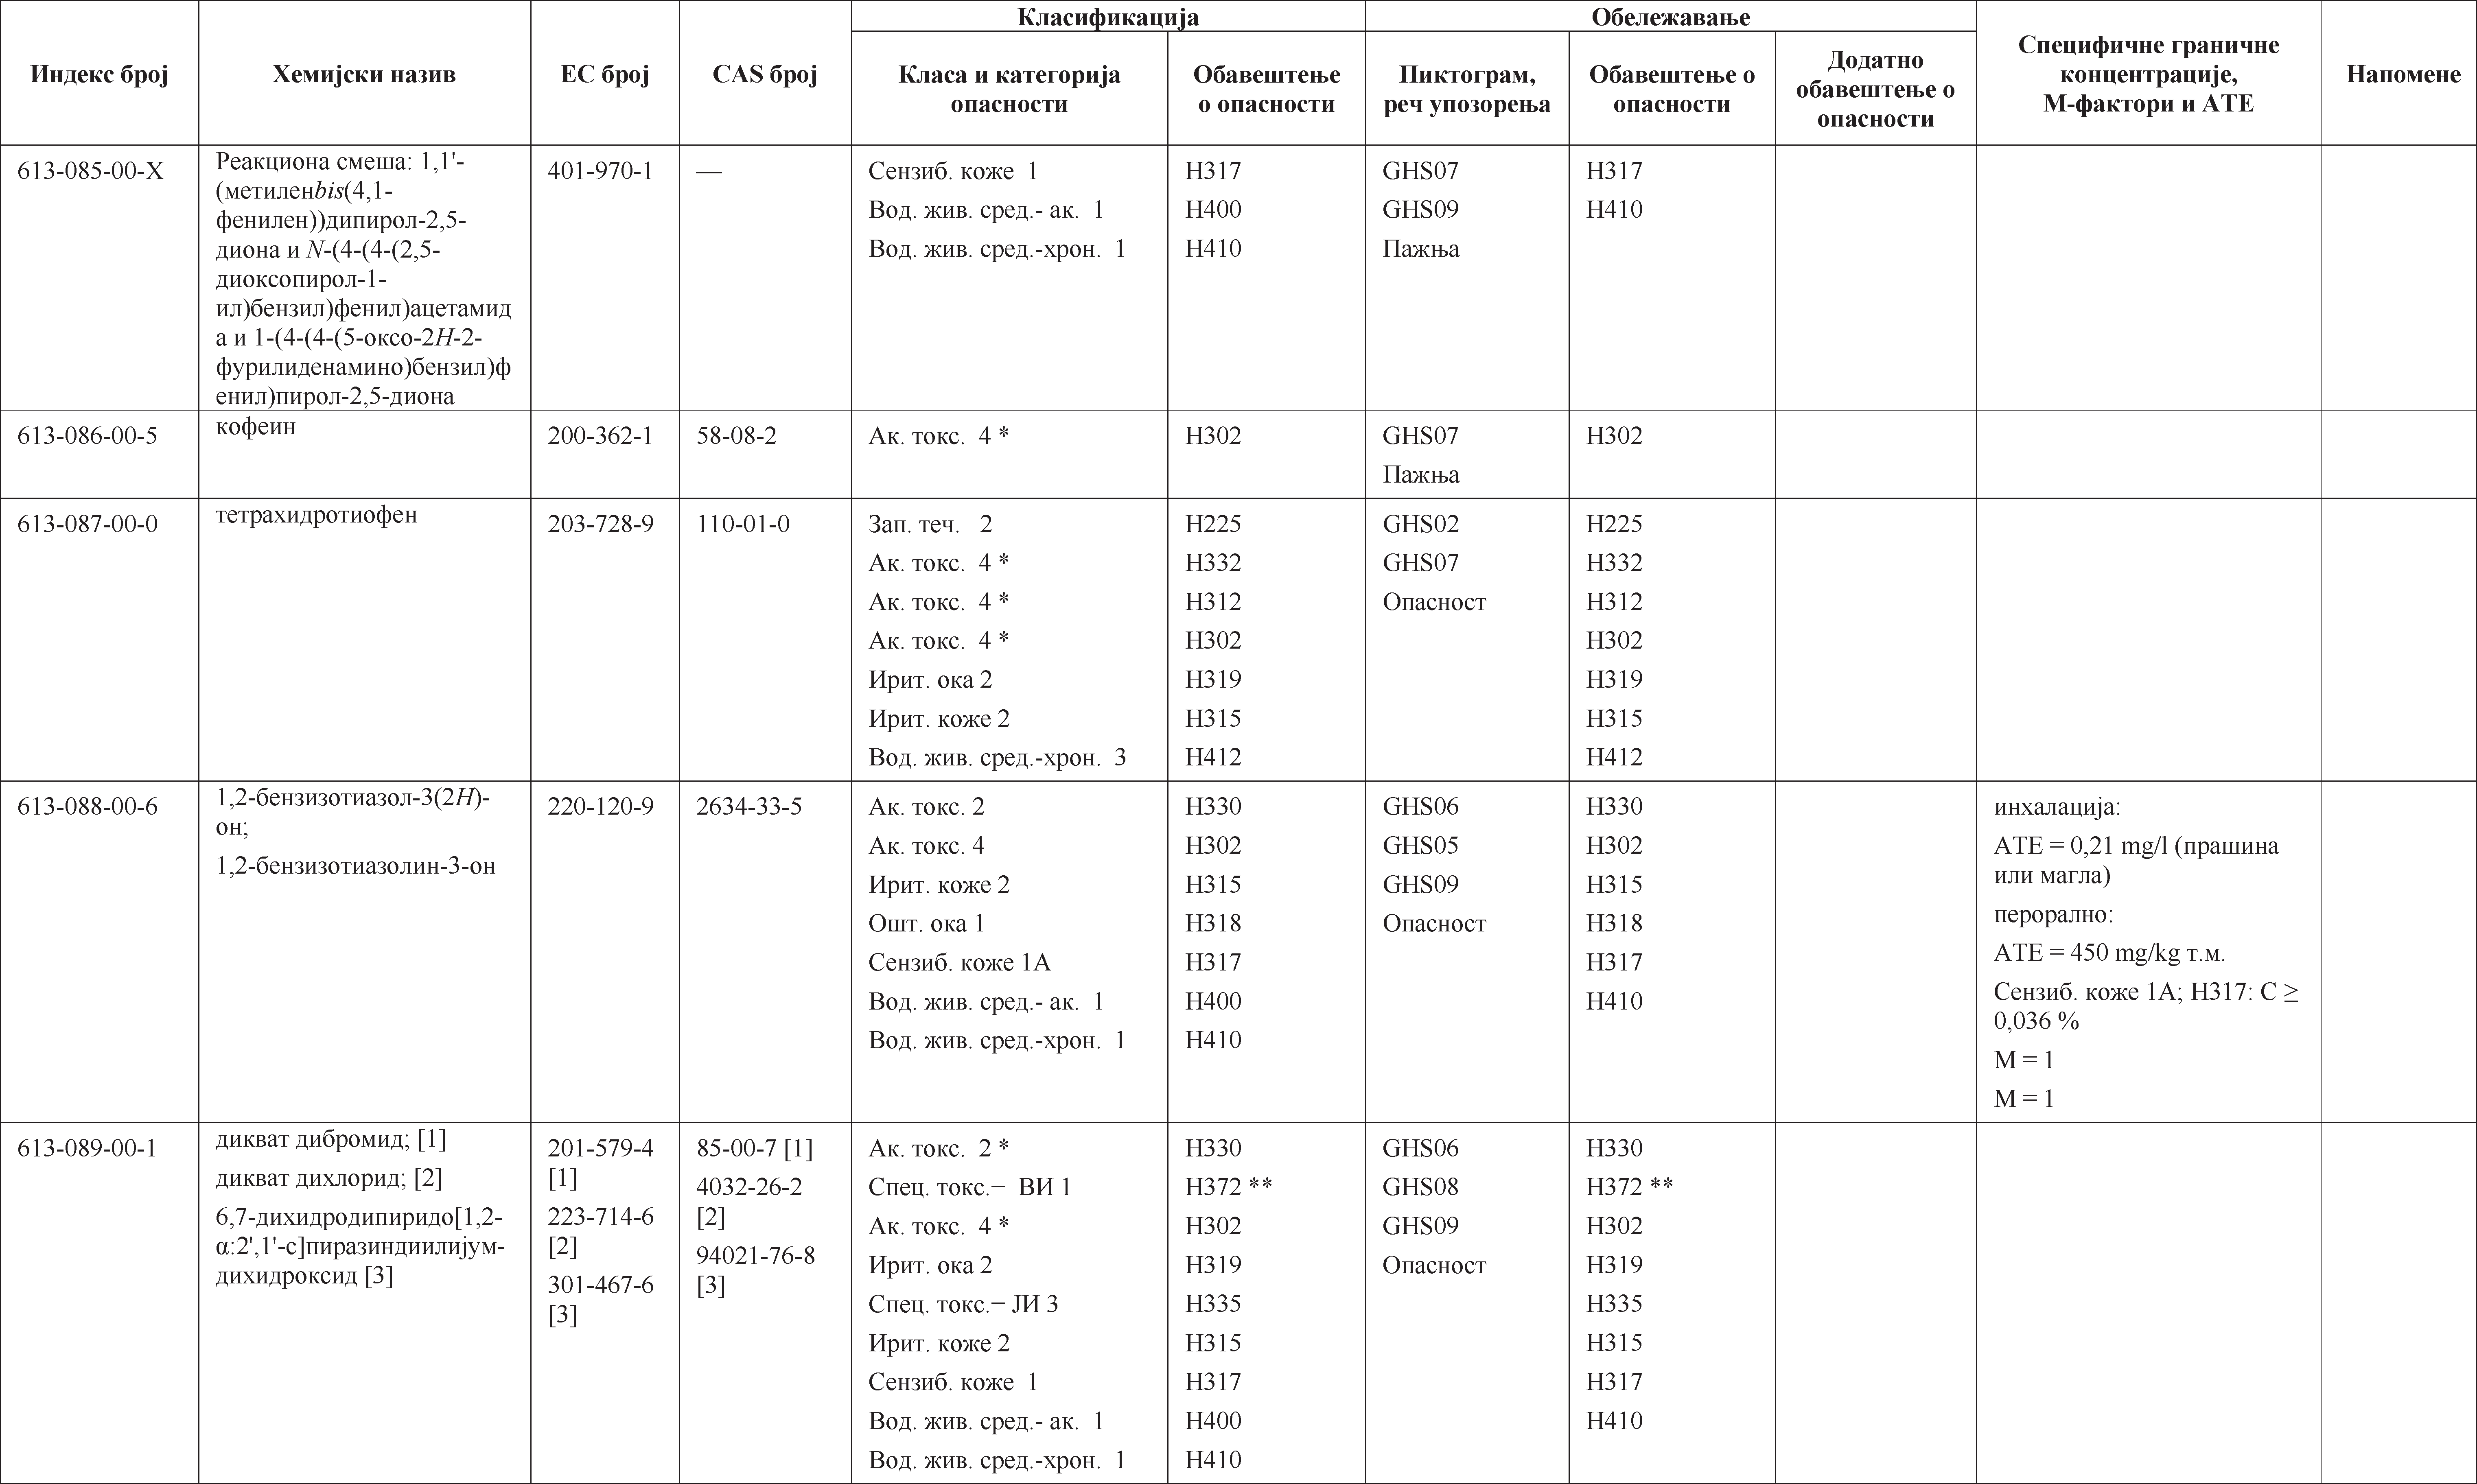 Класификација
Обележавање
Индекс број
Хемијски назив
ЕС број
CAS број
Класа и категорија
опасности
Обавештење
о опасности
Пиктограм,
реч упозорења
Обавештење о
опасности
Додатно
обавештење о
опасности
Специфичне граничне
концентрације,
М-фактори и АТЕ
Напомене
613-085-00-X
Реакциона смеша: 1,1'-
(метиленbis(4,1-
фенилен))дипирол-2,5-
диона и N-(4-(4-(2,5-
диоксопирол-1-
ил)бензил)фенил)ацетамид
а и 1-(4-(4-(5-оксо-2H-2-
фурилиденамино)бензил)ф
енил)пирол-2,5-диона
401-970-1
—
Сензиб. коже 1
Вод. жив. сред.- ак. 1
Вод. жив. сред.-хрон. 1
H317
H400
H410
GHS07
GHS09
Пажња
H317
H410
613-086-00-5
кофеин
200-362-1
58-08-2
Ак. токс. 4 *
H302
GHS07
Пажња
H302
613-087-00-0
тетрахидротиофен
203-728-9
110-01-0
Зап. теч. 2
Ак. токс. 4 *
Ак. токс. 4 *
Ак. токс. 4 *
Ирит. ока 2
Ирит. коже 2
Вод. жив. сред.-хрон. 3
H225
H332
H312
H302
H319
H315
H412
GHS02
GHS07
Опасност
H225
H332
H312
H302
H319
H315
H412
613-088-00-6
1,2-бензизотиазол-3(2H)-
он;
1,2-бензизотиазолин-3-он
220-120-9
2634-33-5
Ак. токс. 2
Ак. токс. 4
Ирит. коже 2
Ошт. ока 1
Сензиб. коже 1А
Вод. жив. сред.- ак. 1
Вод. жив. сред.-хрон. 1
H330
H302
H315
H318
H317
H400
H410
GHS06
GHS05
GHS09
Опасност
H330
H302
H315
H318
H317
H410
инхалација:
ATE = 0,21 mg/l (прашина
или магла)
перорално:
ATE = 450 mg/kg т.м.
Сензиб. коже 1А; H317: C ≥
0,036 %
M = 1
M = 1
613-089-00-1
дикват дибромид; [1]
дикват дихлорид; [2]
6,7-дихидродипиридо[1,2-
α:2',1'-c]пиразиндиилијум-
дихидроксид [3]
201-579-4
[1]
223-714-6
[2]
301-467-6
[3]
85-00-7 [1]
4032-26-2
[2]
94021-76-8
[3]
Ак. токс. 2 *
Спец. токс.− ВИ 1
Ак. токс. 4 *
Ирит. ока 2
Спец. токс.− ЈИ 3
Ирит. коже 2
Сензиб. коже 1
Вод. жив. сред.- ак. 1
Вод. жив. сред.-хрон. 1
H330
H372 **
H302
H319
H335
H315
H317
H400
H410
GHS06
GHS08
GHS09
Опасност
H330
H372 **
H302
H319
H335
H315
H317
H410